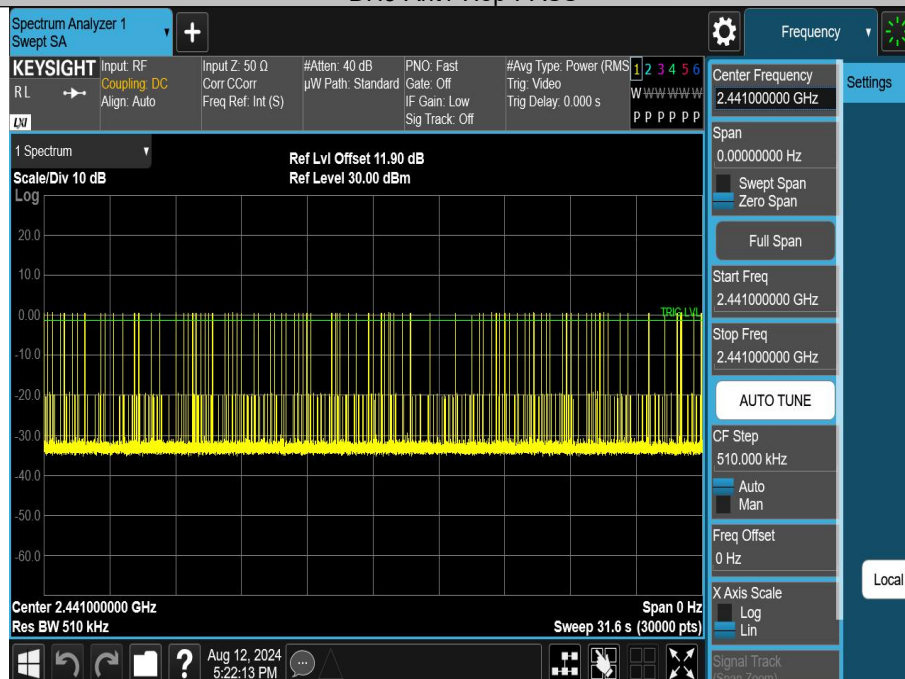 Spectrum Analyzer 1
Swept SA
Frequency
KEYSIGHT
RL
LXI
Input: RF
Coupling: DC
Align: Auto
Input Z: 50 Ω
Corr CCorr
Freq Ref: Int (S)
#Atten: 40 dB
µW Path: Standard
PNO: Fast
Gate: Off
IF Gain: Low
Sig Track: Off
#Avg Type: Power (RMS
Trig: Video
Trig Delay: 0.000 s
1 2 3 4 5 6
W W W W W W
P P P P P P
Center Frequency
2.441000000 GHz
Settings
Span
0.00000000 Hz
Swept Span
Zero Span
Full Span
Start Freq
2.441000000 GHz
Stop Freq
2.441000000 GHz
AUTO TUNE
CF Step
510.000 kHz
Auto
Man
Freq Offset
0 Hz
X Axis Scale
Log
Lin
Signal Track
(Span Zoom)
Local
1 Spectrum
Scale/Div 10 dB
Ref Lvl Offset 11.90 dB
Ref Level 30.00 dBm
Log
20.0
10.0
0.00
TRIG LVL
-10.0
-20.0
-30.0
-40.0
-50.0
-60.0
Center 2.441000000 GHz
Span 0 Hz
Res BW 510 kHz
Sweep 31.6 s (30000 pts)
?
Aug 12, 2024
5:22:13 PM